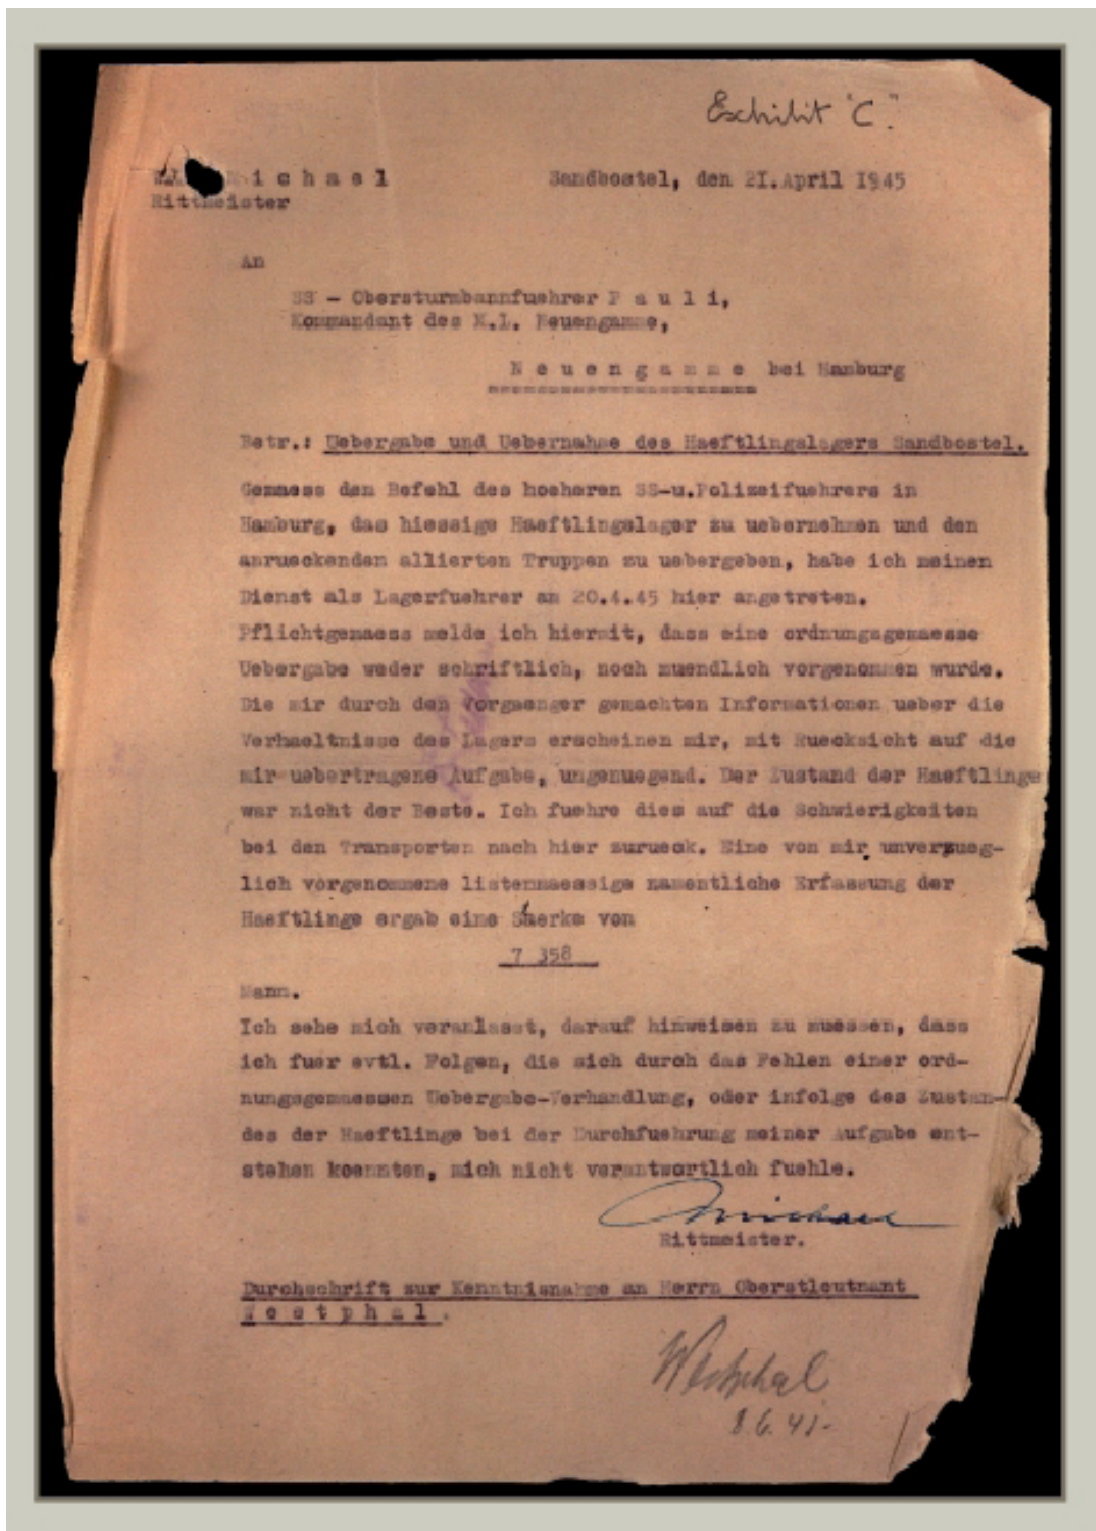 Exhibit "C."
Michael Sandbostel, den 21.April 1945
Rittmeister
An
SS - Obersturmbannfuehrer P a u l i,
Kommandant des K.L. Neuengamme,
N e u e n g a m m e bei Hamburg
Betr.: Uebergabe und Uebernahme des Haeftlingslagers Sandbostel.
Gemaess den Befehl des hoeheren SS-u.Polizeifuehrers in
Hamburg, das hiessige Haeftlingslager zu uebernehmen und den
anrueckenden allierten Truppen zu uebergeben, habe ich meinen
Dienst als Lagerfuehrer am 20.4.45 hier angetreten.
Pflichtgemaess melde ich hiermit, dass eine ordnungsgemaesse
Uebergabe weder schriftlich, noch muendlich vorgenommen wurde.
Die mir durch den Vorgaenger gemachten Informationen ueber die
Verhaeltnisse des Lagers erscheinen mir, mit Ruecksicht auf die
mir uebertragene Aufgabe, ungenuegend. Der Zustand der Haeftlinge
war nicht der Beste. Ich fuehre dies auf die Schwierigkeiten
bei den Transporten nach hier zurueck. Eine von mir unverzueg-
lich vorgenommene listenmaessige namentliche Erfassung der
Haeftlinge ergab eine Staerke von
7 358
Mann.
Ich sehe mich veranlasst, darauf hinweisen zu muessen, dass
ich fuer evtl. Folgen, die sich durch das Fehlen einer ord-
nungsgemaessen Uebergabe-Verhandlung, oder infolge des Zustan-
des der Haeftlinge bei der Durchfuehrung meiner Aufgabe ent-
stehen koennten, mich nicht verantwortlich fuehle.
Michael
Rittmeister.
Durchschrift zur Kenntnisnahme an Herrn Oberstleutnant
W e s t p h a l .
Westphal
8.6.45.